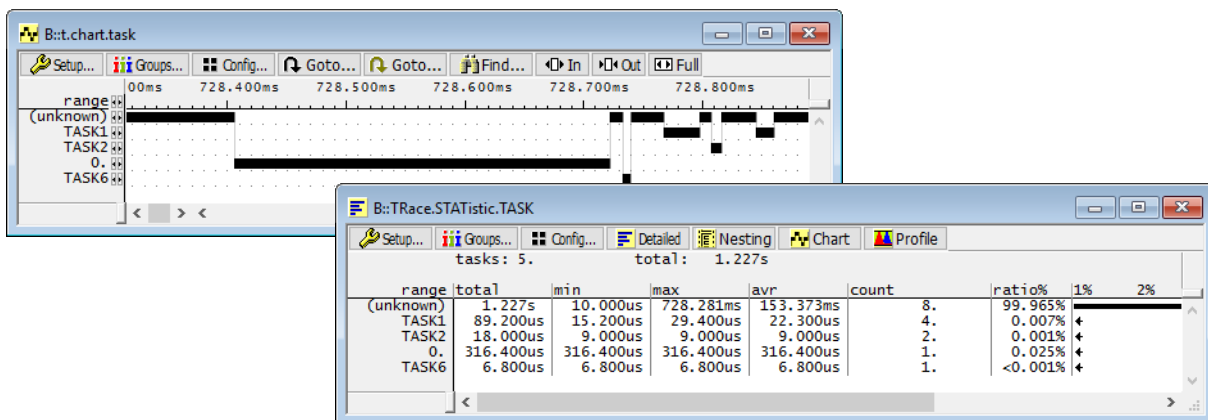 B::t.chart.task
Setup... Groups... Config... Goto... Goto... Find... In Out Full
00ms 728.400ms 728.500ms 728.600ms 728.700ms 728.800ms
range
(unknown)
TASK1
TASK2
0.
TASK6
B::TRace.STATistic.TASK
Setup... Groups... Config... Detailed Nesting Chart Profile
tasks: 5. total: 1.227s
range total min max avr count ratio% 1% 2%
(unknown) 1.227s 10.000us 728.281ms 153.373ms 8. 99.965%
TASK1 89.200us 15.200us 29.400us 22.300us 4. 0.007%
TASK2 18.000us 9.000us 9.000us 9.000us 2. 0.001%
0. 316.400us 316.400us 316.400us 316.400us 1. 0.025%
TASK6 6.800us 6.800us 6.800us 6.800us 1. <0.001%